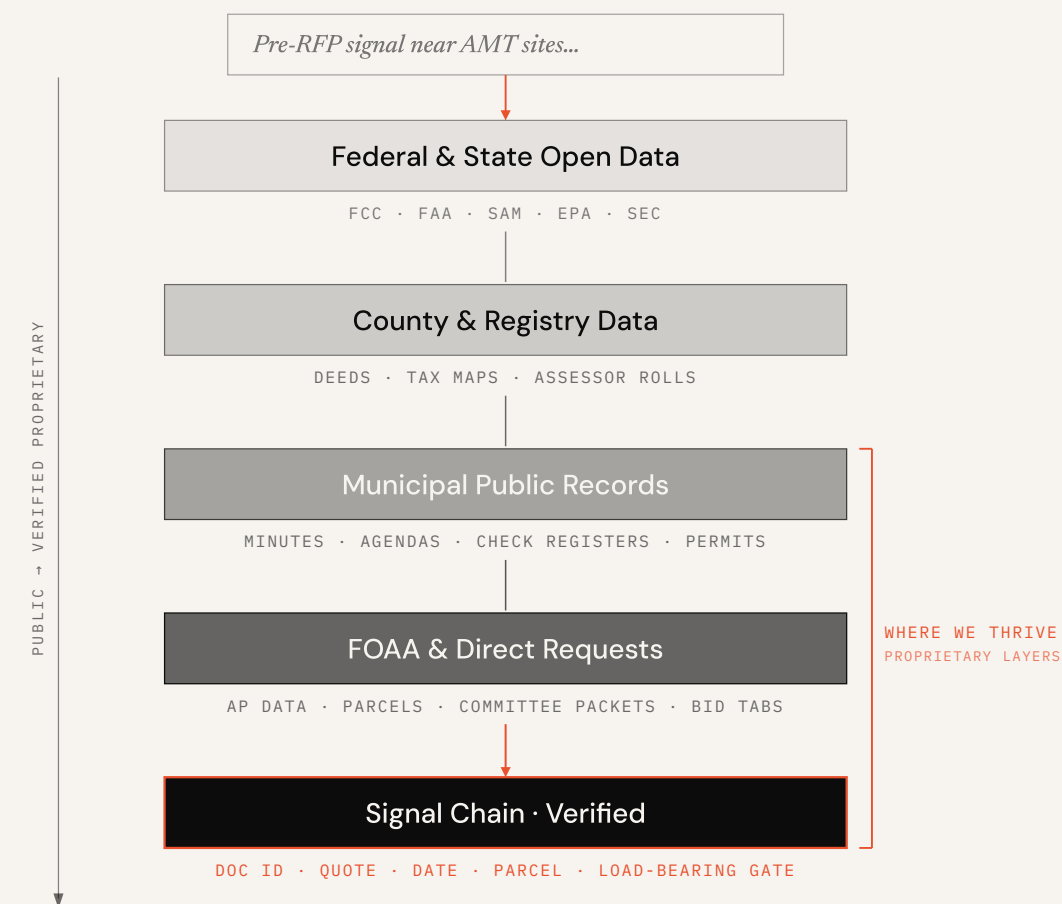 Pre-RFP signal near AMT sites...
Federal & State Open Data
FCC · FAA · SAM · EPA · SEC
County & Registry Data
DEEDS · TAX MAPS · ASSESSOR ROLLS
PUBLIC → VERIFIED PROPRIETARY
Municipal Public Records
MINUTES · AGENDAS · CHECK REGISTERS · PERMITS
FOAA & Direct Requests
WHERE WE THRIVE
PROPRIETARY LAYERS
AP DATA · PARCELS · COMMITTEE PACKETS · BID TABS
Signal Chain · Verified
DOC ID · QUOTE · DATE · PARCEL · LOAD-BEARING GATE